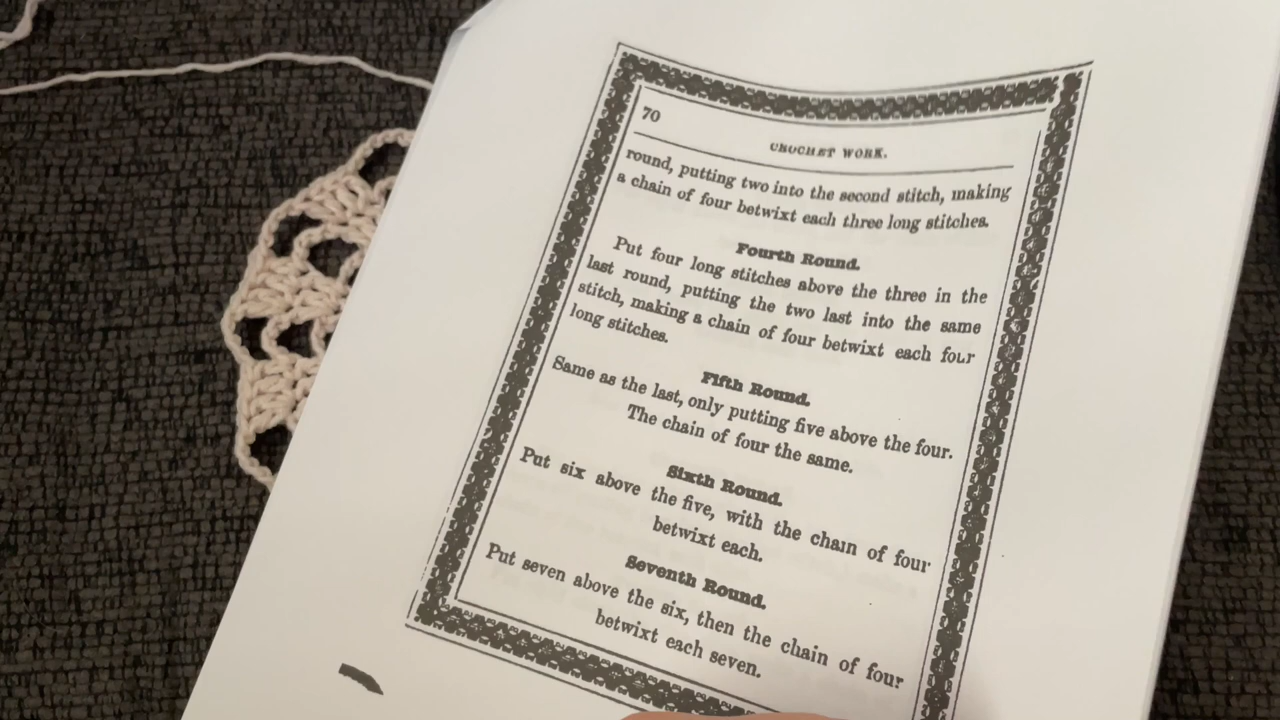 70
CROCHET WORK.
round, putting two into the second stitch, making
a chain of four betwixt each three long stitches.
Fourth Round.
Put four long stitches above the three in the
last round, putting the two last into the same
stitch, making a chain of four betwixt each four
long stitches.
Fifth Round.
Same as the last, only putting five above the four.
The chain of four the same.
Sixth Round.
Put six above the five, with the chain of four
betwixt each.
Seventh Round.
Put seven above the six, then the chain of four
betwixt each seven.